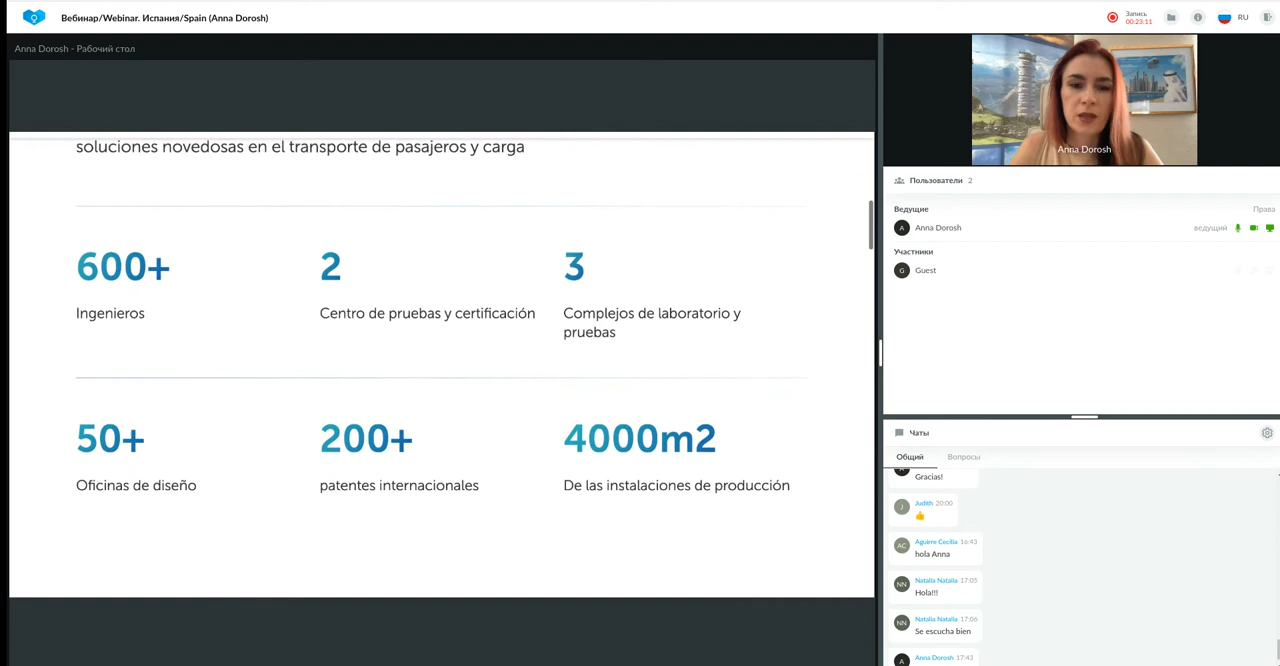 Вебинар/Webinar. Испания/Spain (Anna Dorosh)
Запись
00:23:11
RU
Anna Dorosh - Рабочий стол
soluciones novedosas en el transporte de pasajeros y carga
600+
Ingenieros
2
Centro de pruebas y certificación
3
Complejos de laboratorio y
pruebas
50+
Oficinas de diseño
200+
patentes internacionales
4000m2
De las instalaciones de producción
Anna Dorosh
Пользователи 2
Ведущие Права
A Anna Dorosh ведущий
Участники
G Guest
Чаты
Общий Вопросы
Gracias!
J Judith 20:00
👍
AC Aguirre Cecilia 16:43
hola Anna
NN Natalia Natalia 17:05
Hola!!!
NN Natalia Natalia 17:06
Se escucha bien
A Anna Dorosh 17:43